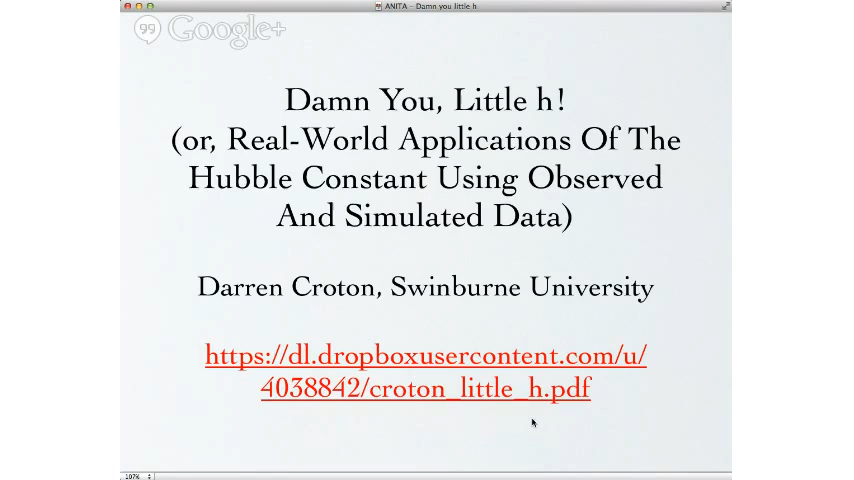 ANITA – Damn you little h
Google+
Damn You, Little h!
(or, Real-World Applications Of The
Hubble Constant Using Observed
And Simulated Data)
Darren Croton, Swinburne University
https://dl.dropboxusercontent.com/u/
4038842/croton_little_h.pdf
107%